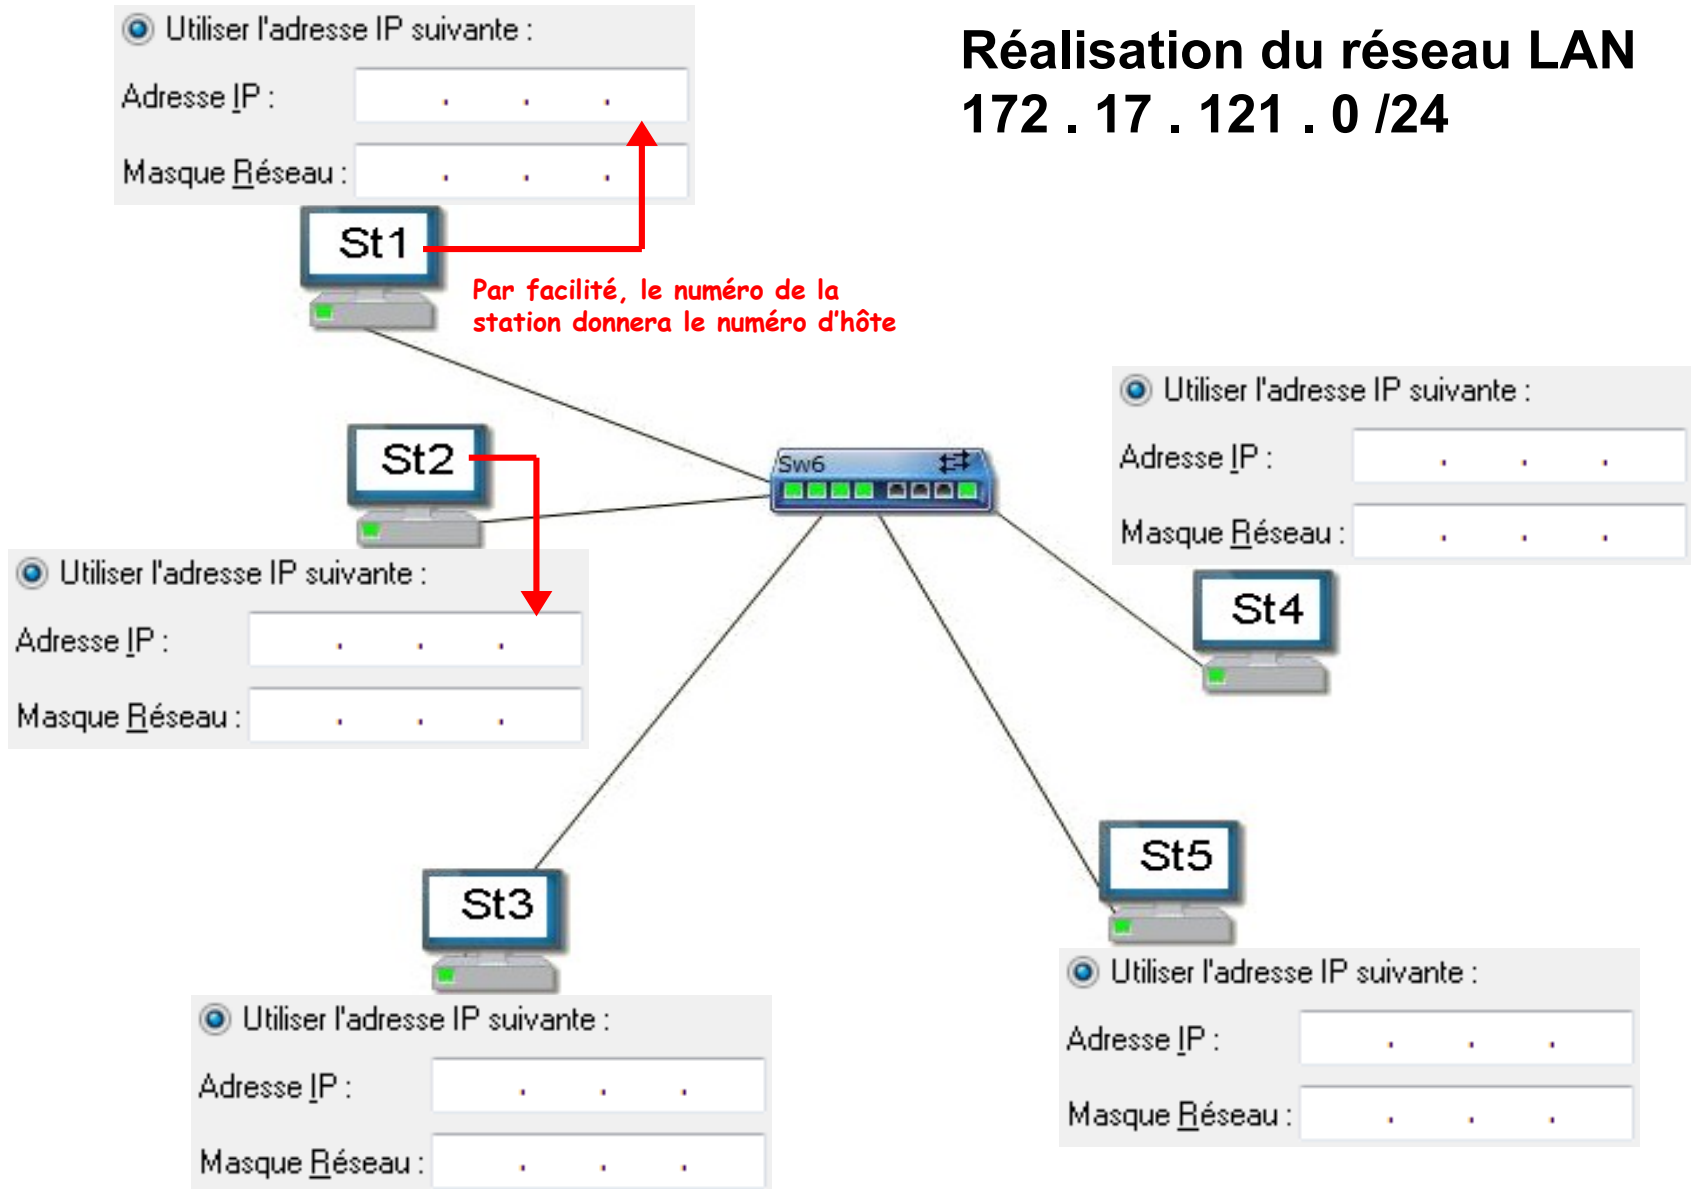 Utiliser l'adresse IP suivante :
Adresse IP :
. . .
Masque Réseau :
. . .
Réalisation du réseau LAN
172 . 17 . 121 . 0 /24
St1
Par facilité, le numéro de la
station donnera le numéro d'hôte
St2
Utiliser l'adresse IP suivante :
Adresse IP :
. . .
Masque Réseau :
. . .
Sw6
Utiliser l'adresse IP suivante :
Adresse IP :
. . .
Masque Réseau :
. . .
St4
St3
Utiliser l'adresse IP suivante :
Adresse IP :
. . .
Masque Réseau :
. . .
St5
Utiliser l'adresse IP suivante :
Adresse IP :
. . .
Masque Réseau :
. . .